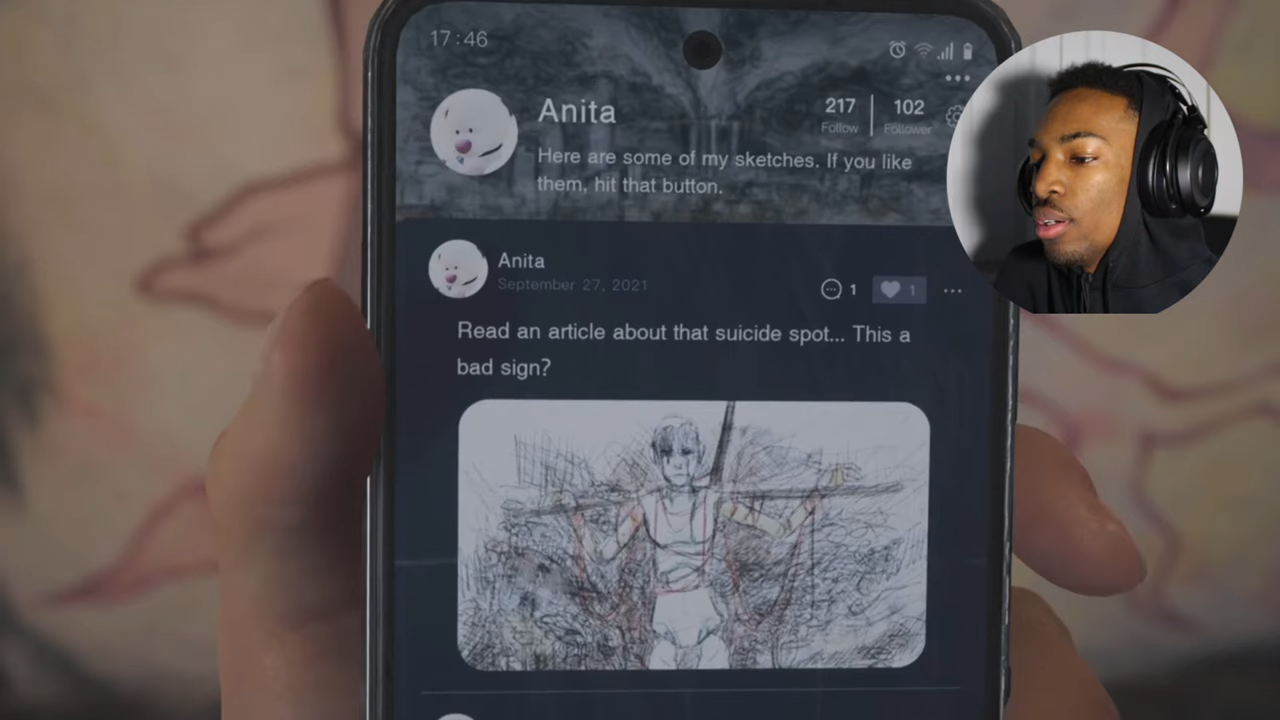 17:46
Anita
217 102
Follow Follower
Here are some of my sketches. If you like
them, hit that button.
Anita
September 27, 2021
1 1
Read an article about that suicide spot... This a
bad sign?